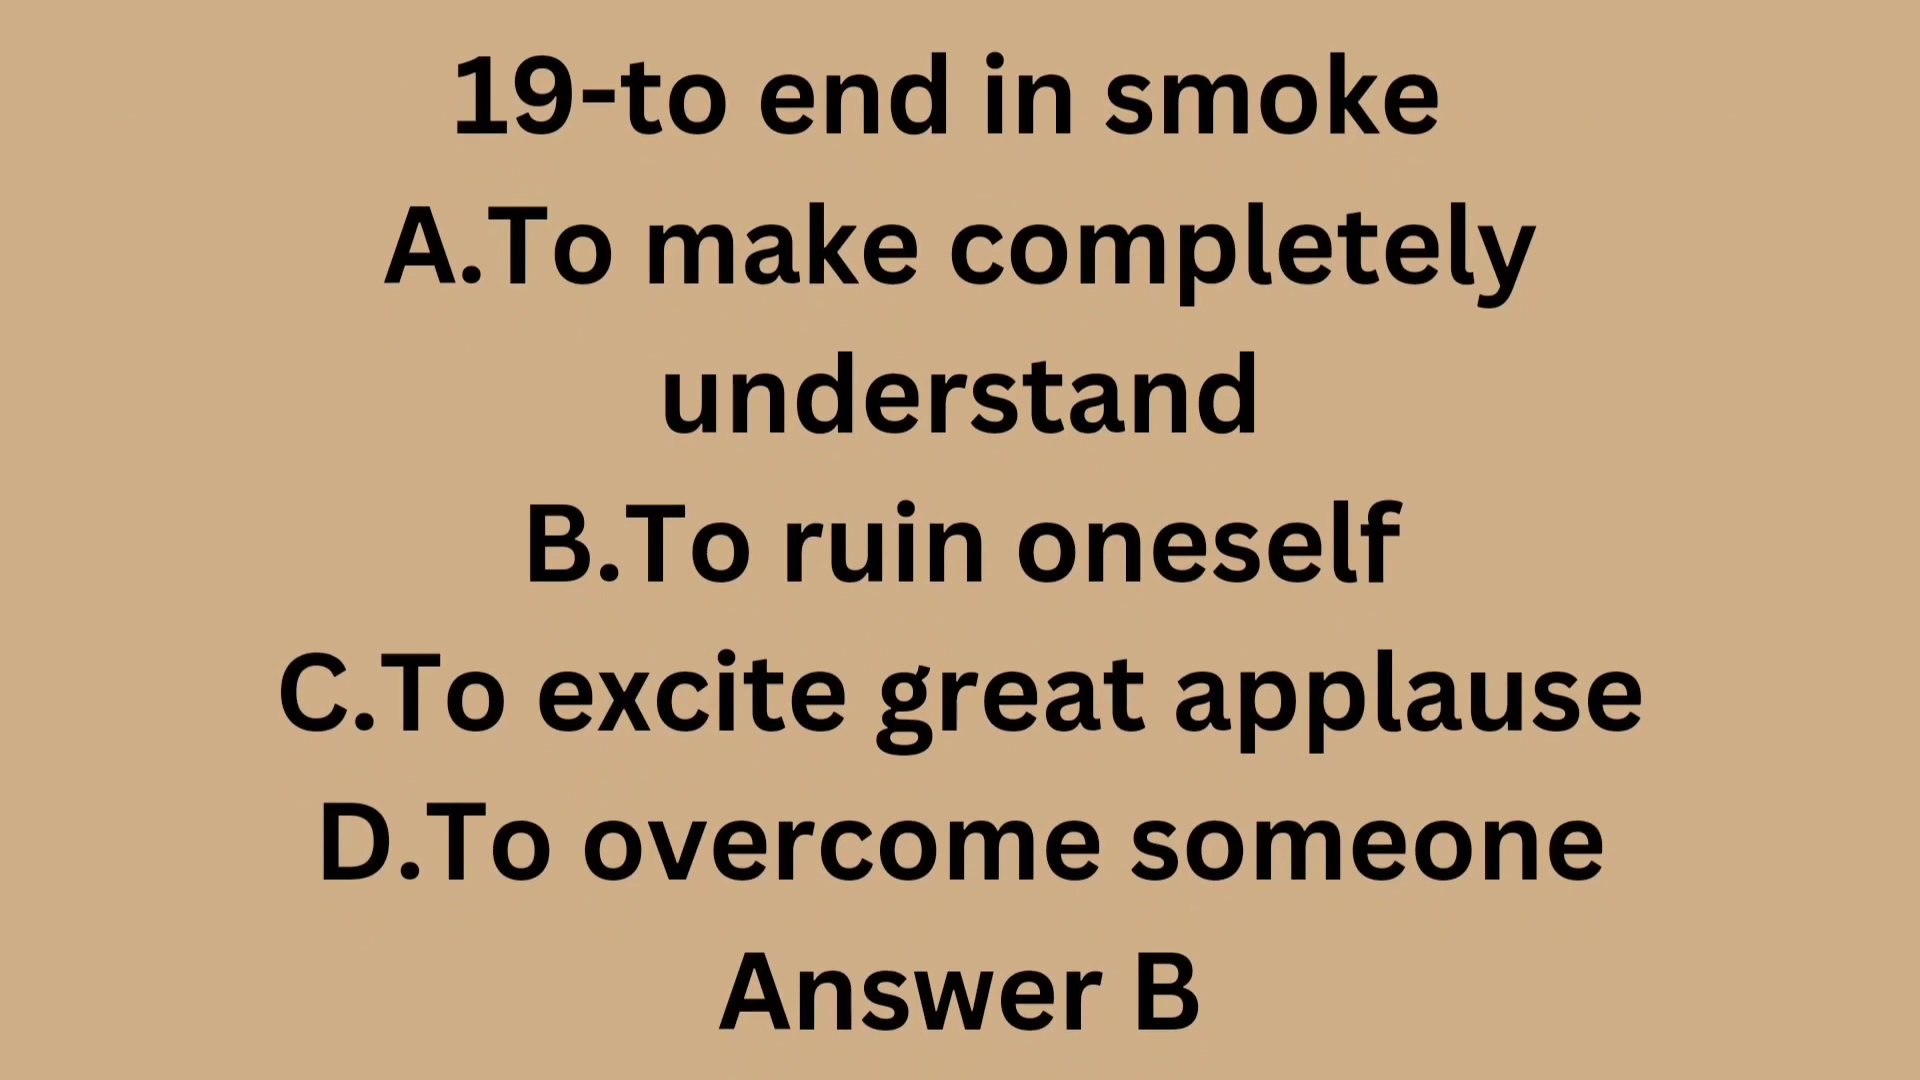 19-to end in smoke
A.To make completely
understand
B.To ruin oneself
C.To excite great applause
D.To overcome someone
Answer B